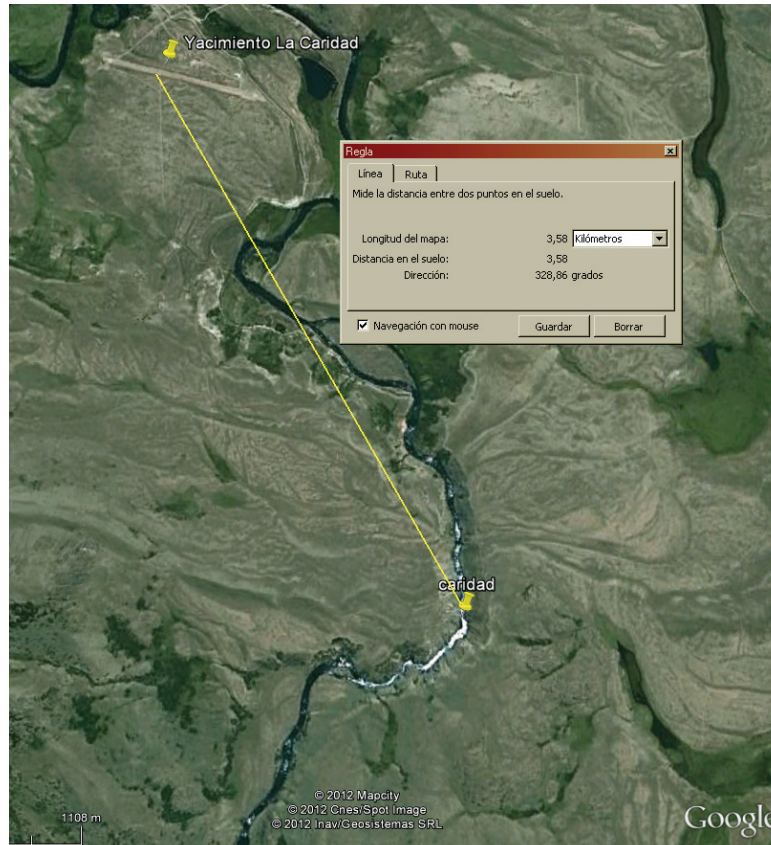 Yacimiento La Caridad
Regla
Línea Ruta
Mide la distancia entre dos puntos en el suelo.
Longitud del mapa: 3,58 Kilómetros
Distancia en el suelo: 3,58
Dirección: 328,86 grados
Navegación con mouse Guardar Borrar
caridad
© 2012 Mapcity
© 2012 Cnes/Spot Image
© 2012 Inav/Geosistemas SRL
1108 m
Google